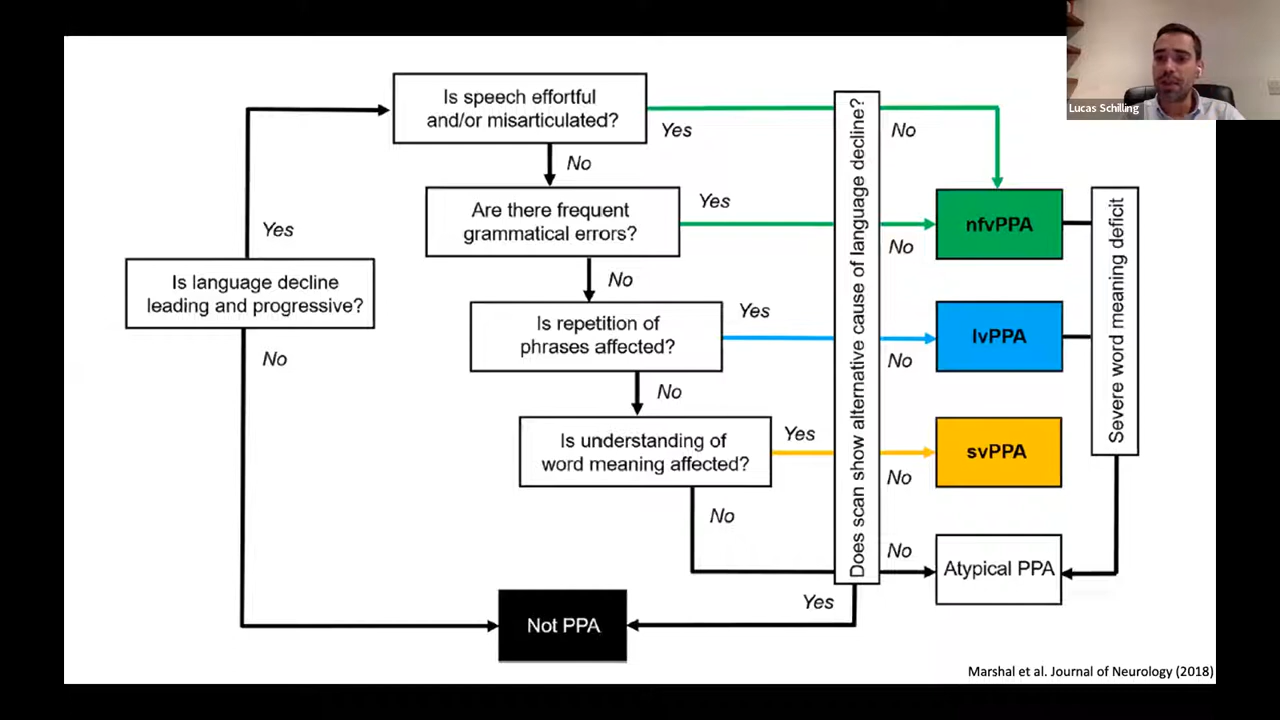 Lucas Schilling
Is speech effortful
and/or misarticulated?
Yes
No
No
Are there frequent
grammatical errors?
Yes
No
No
nfvPPA
Yes
Is language decline
leading and progressive?
No
Is repetition of
phrases affected?
Yes
No
No
lvPPA
Is understanding of
word meaning affected?
Yes
No
No
svPPA
Does scan show alternative cause of language decline?
Severe word meaning deficit
No
Atypical PPA
Yes
Not PPA
Marshal et al. Journal of Neurology (2018)